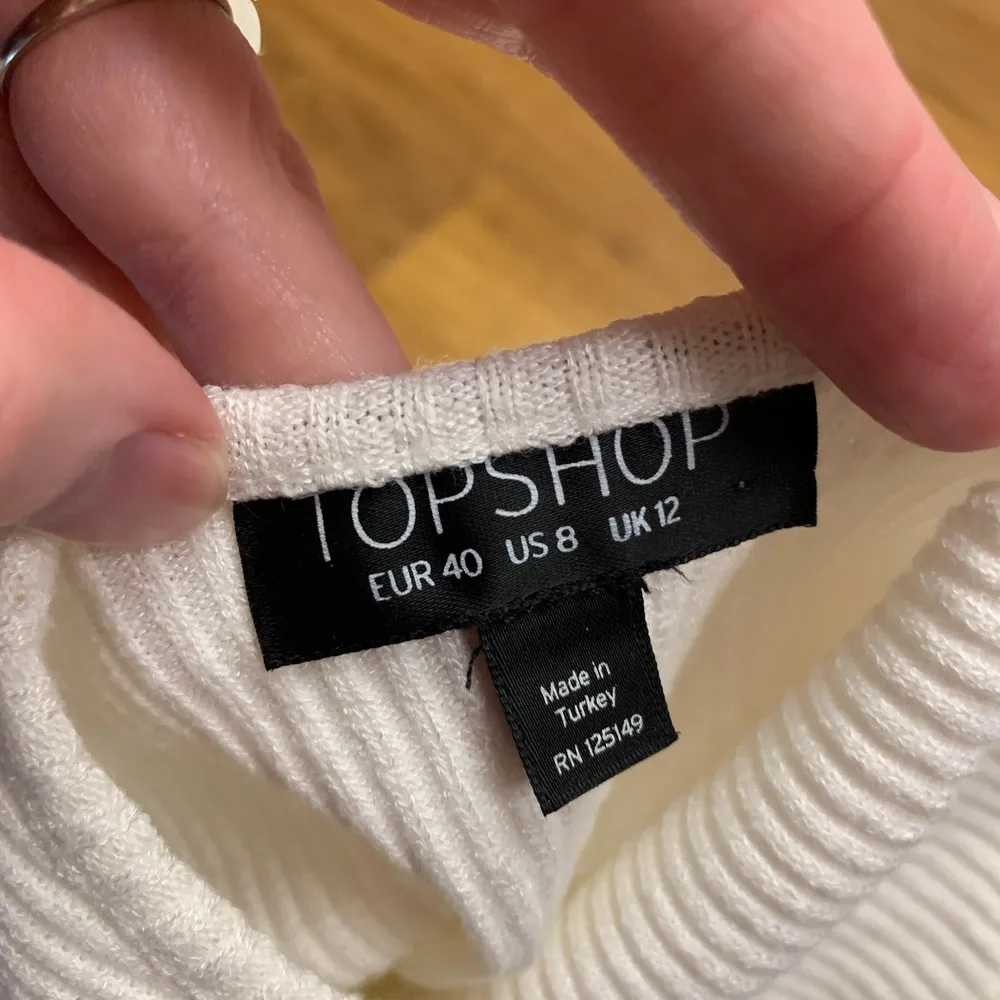 TOPSHOP
EUR 40 US 8 UK 12
Made in
Turkey
RN 125149